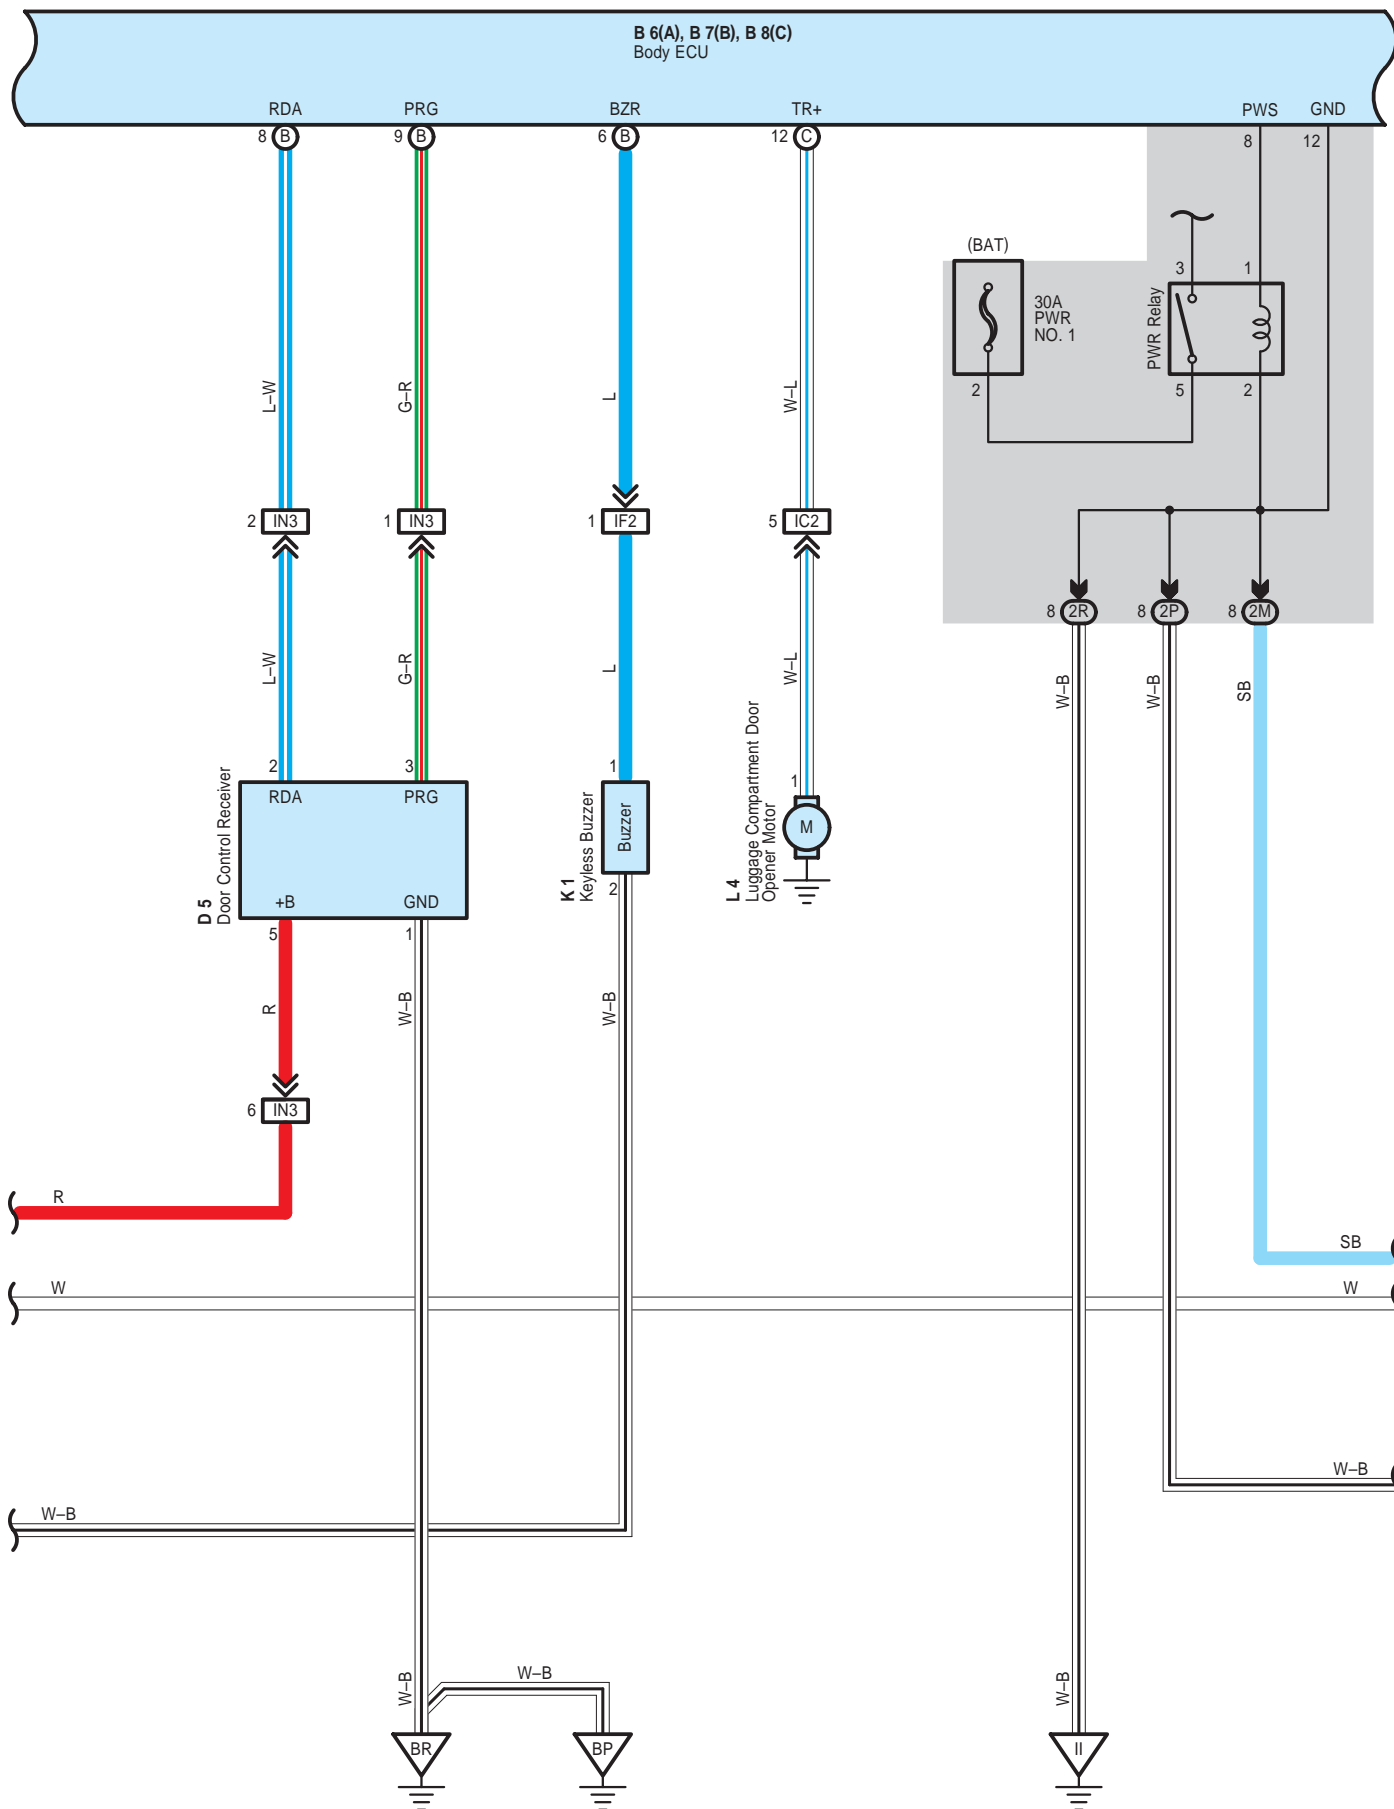 B 6(A), B 7(B), B 8(C)
Body ECU
RDA PRG BZR TR+ PWS GND
8 B 9 B 6 B 12 C 8 12
(BAT)
30A
PWR
NO. 1
2
PWR Relay
3 1
5 2
L–W G–R L W–L
2 IN3 1 IN3 1 IF2 5 IC2
8 2R 8 2P 8 2M
L–W G–R L W–L W–B W–B SB
2 3 1 1
RDA PRG
+B GND
D 5
Door Control Receiver
5 1
Buzzer
K 1
Keyless Buzzer
2
M
L 4
Luggage Compartment Door
Opener Motor
R W–B W–B
6 IN3
R
SB
W W
W–B
W–B
W–B W–B W–B
BR BP II